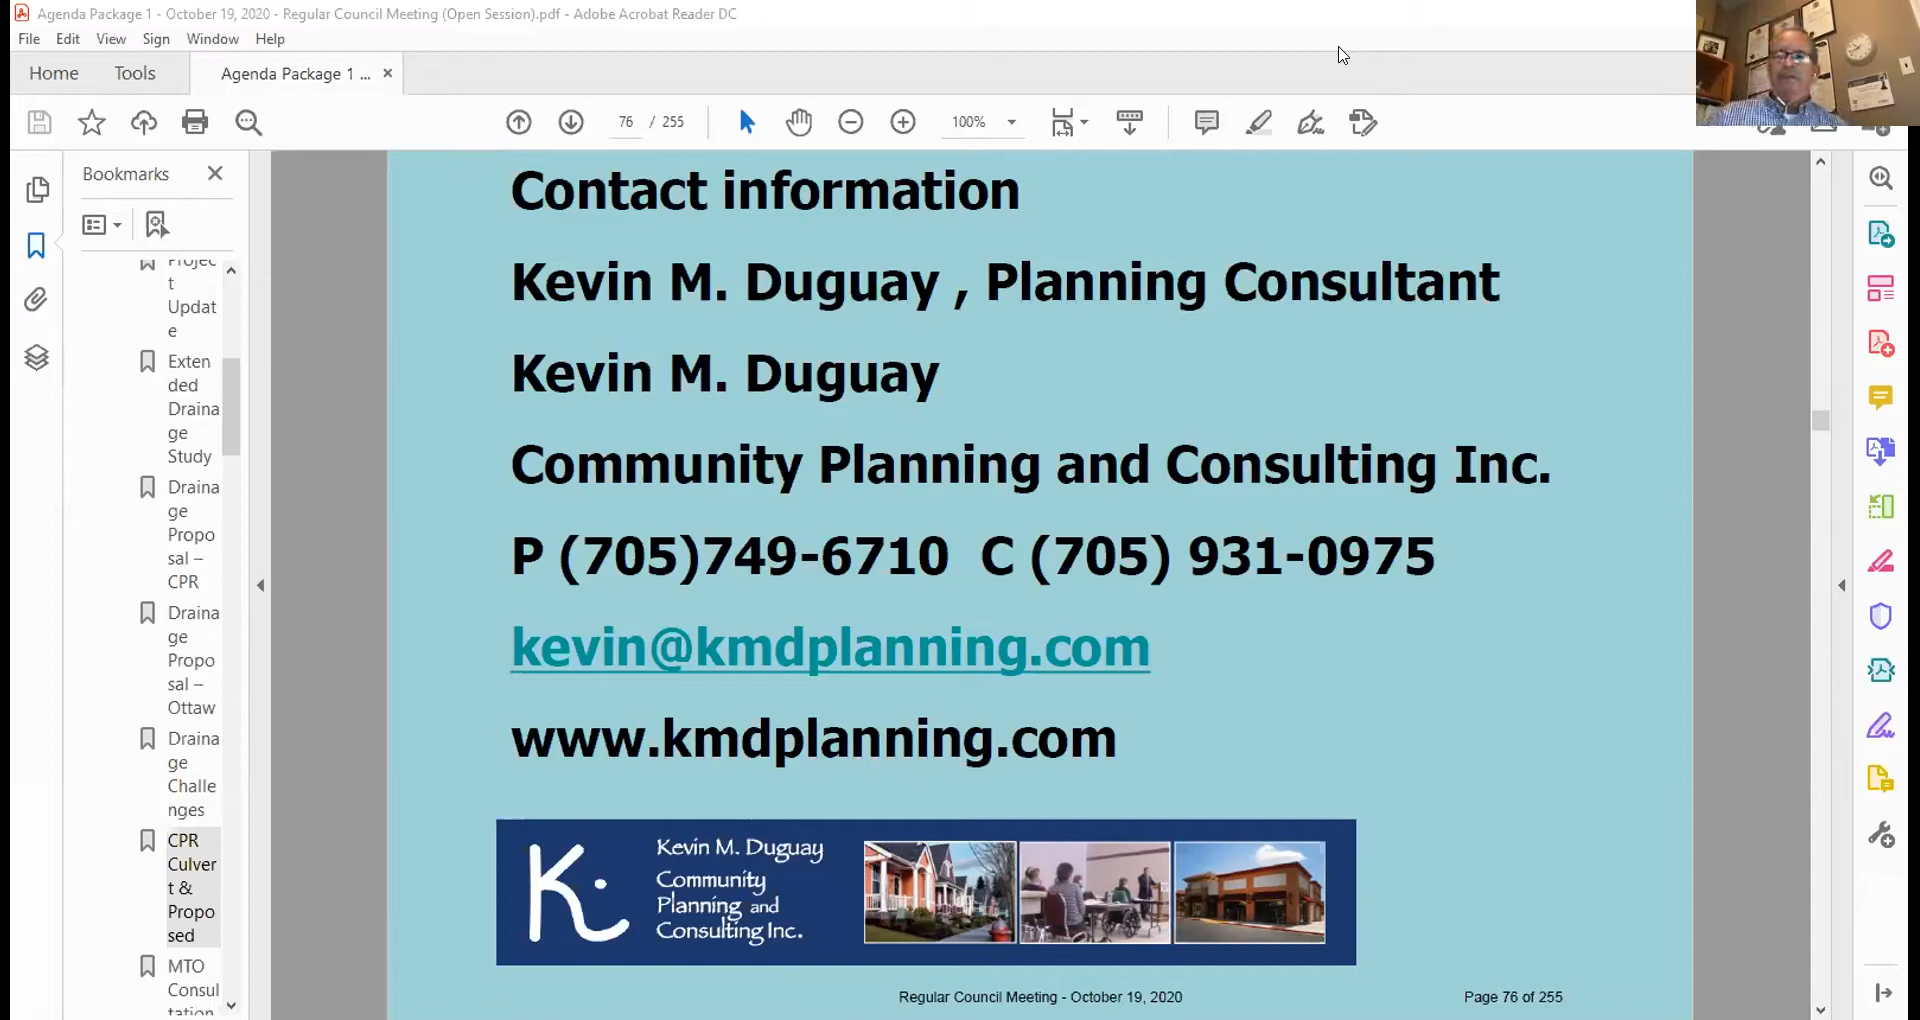 Agenda Package 1 - October 19, 2020 - Regular Council Meeting (Open Session).pdf - Adobe Acrobat Reader DC
File Edit View Sign Window Help
Home Tools Agenda Package 1 ... ×
76 / 255 100%
Bookmarks
Projec
t
Updat
e
Exten
ded
Draina
ge
Study
Draina
ge
Propo
sal –
CPR
Draina
ge
Propo
sal –
Ottaw
Draina
ge
Challe
nges
CPR
Culver
t &
Propo
sed
MTO
Consul
tation
Contact information
Kevin M. Duguay , Planning Consultant
Kevin M. Duguay
Community Planning and Consulting Inc.
P (705)749-6710 C (705) 931-0975
kevin@kmdplanning.com
www.kmdplanning.com
K
Kevin M. Duguay
Community
Planning and
Consulting Inc.
Regular Council Meeting - October 19, 2020 Page 76 of 255